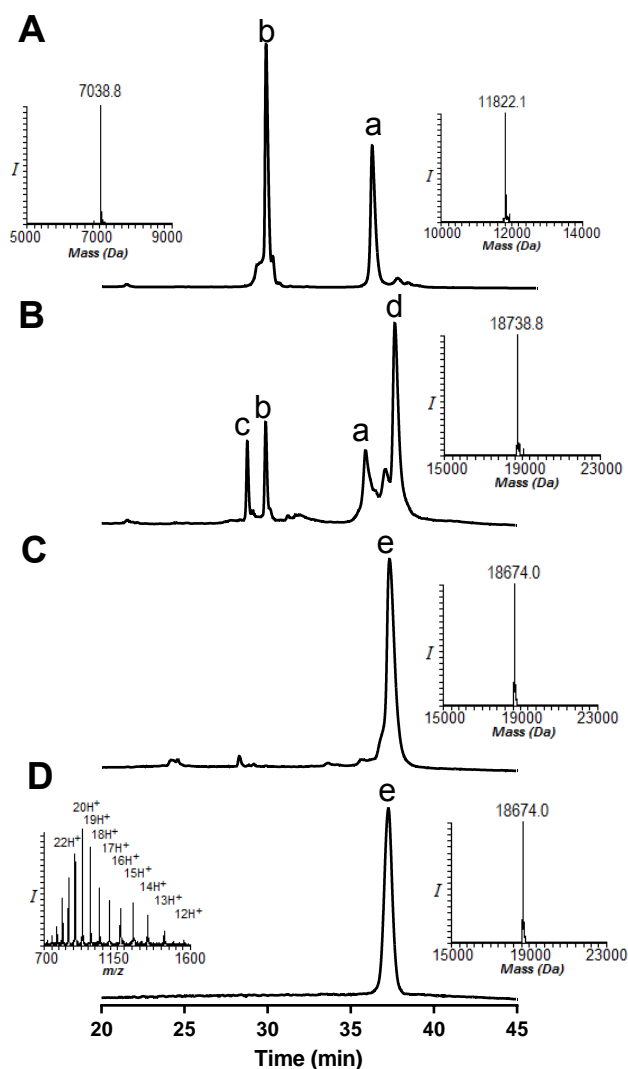 A
b
a
7038.8
I
5000 7000 9000
Mass (Da)
11822.1
I
10000 12000 14000
Mass (Da)
B
d
c
b
a
18738.8
I
15000 19000 23000
Mass (Da)
C
e
18674.0
I
15000 19000 23000
Mass (Da)
D
e
22H+
20H+
19H+
18H+
17H+
16H+
15H+
14H+
13H+
12H+
I
700 1150 1600
m/z
18674.0
I
15000 19000 23000
Mass (Da)
20 25 30 35 40 45
Time (min)